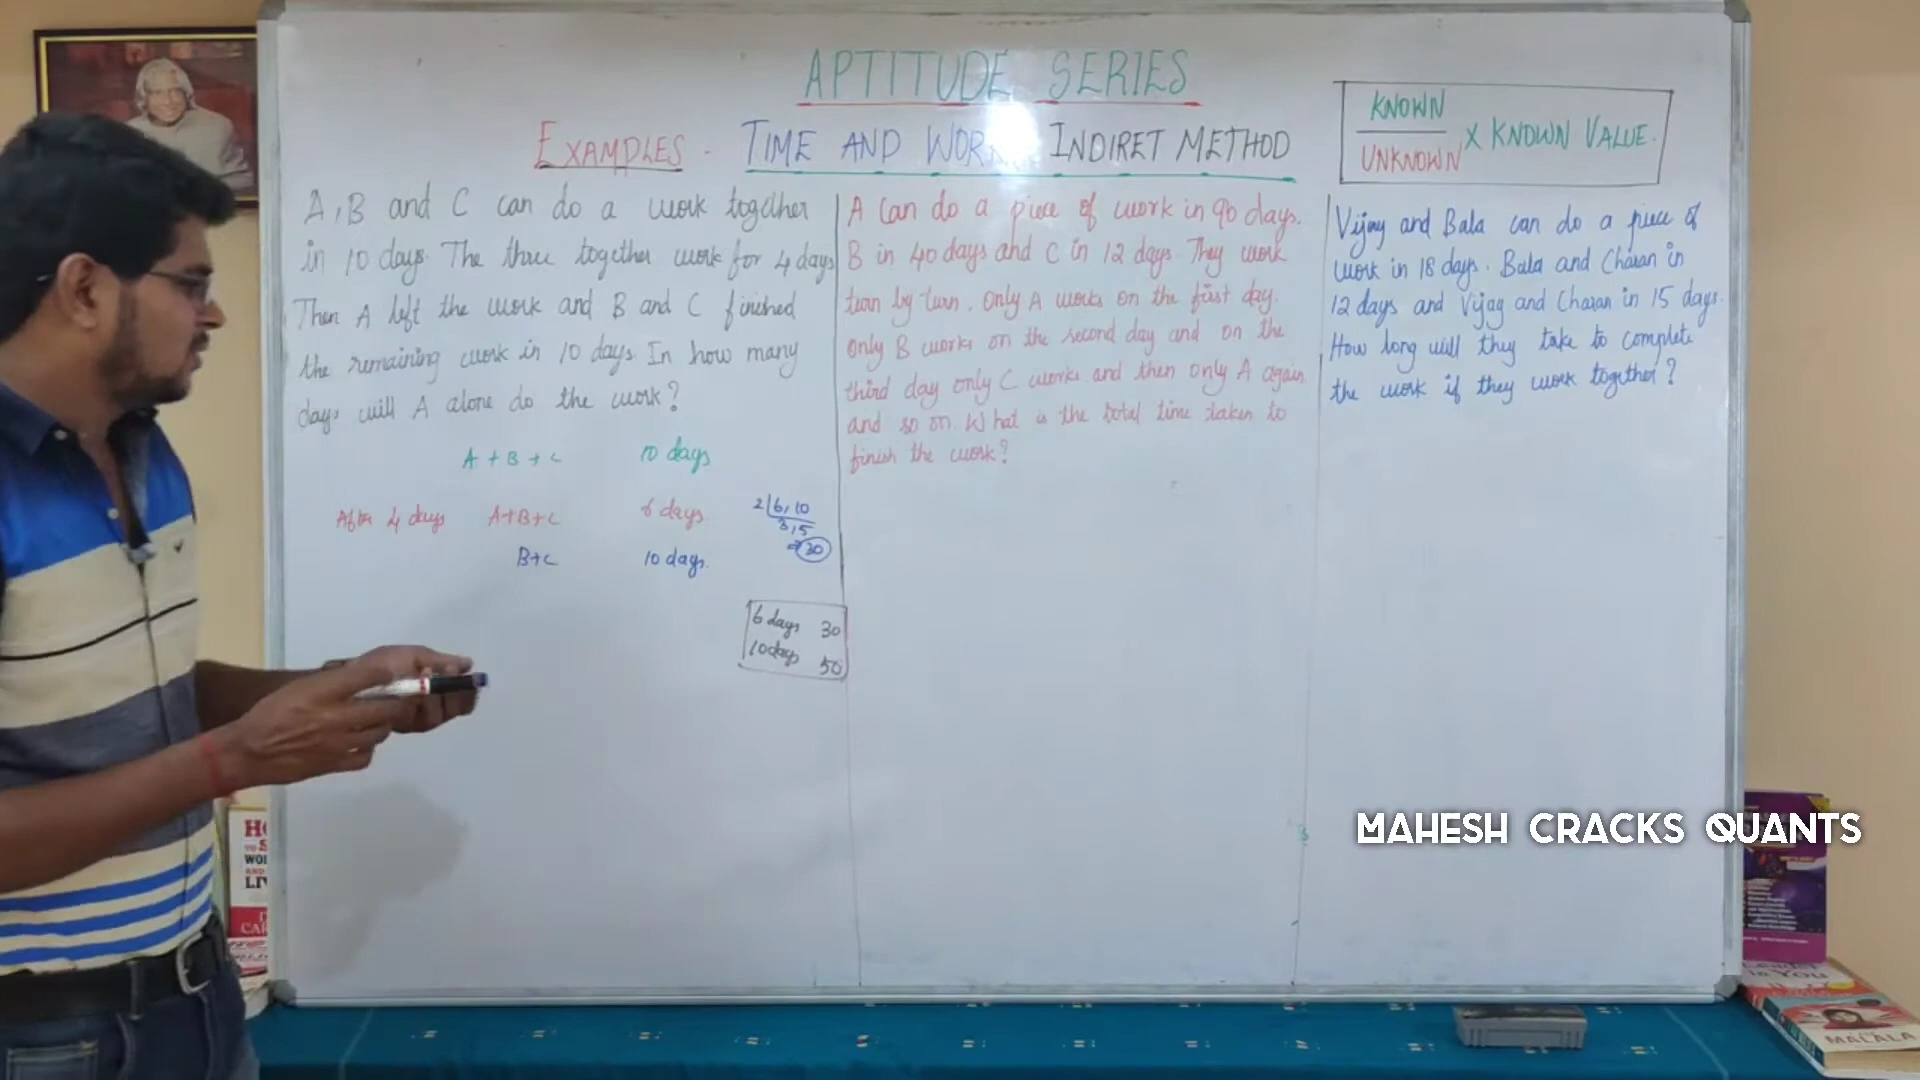 APTITUDE SERIES
EXAMPLES - TIME AND WORK INDIRET METHOD
KNOWN
UNKNOWN
X KNOWN VALUE.
A, B and C can do a work together
in 10 days. The three together work for 4 days
Then A left the work and B and C finished
the remaining work in 10 days. In how many
days will A alone do the work?
A + B + C 10 days
After 4 days A+B+C 6 days
B+C 10 days.
2 6, 10
3, 5
30
6 days 30
10 days 50
A Can do a piece of work in 90 days.
B in 40 days and C in 12 days. They work
turn by turn. Only A works on the first day.
only B works on the second day and on the
third day only C works and then only A again
and so on. What is the total time taken to
finish the work?
Vijay and Bala can do a piece of
work in 18 days. Bala and Charan in
12 days and Vijay and Charan in 15 days.
How long will they take to complete
the work if they work together?
MAHESH CRACKS QUANTS
MALALA